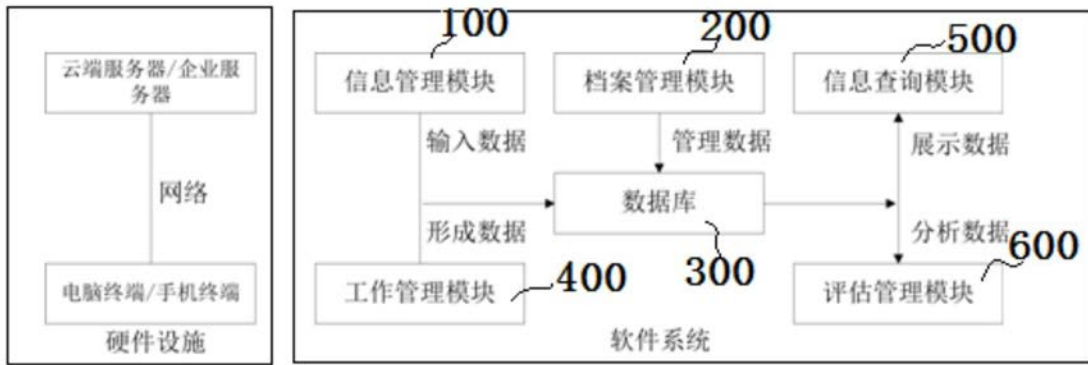 云端服务器/企业服
务器
网络
电脑终端/手机终端
硬件设施
100
200
500
信息管理模块
档案管理模块
信息查询模块
输入数据
管理数据
展示数据
数据库
形成数据
300
分析数据
400
600
工作管理模块
评估管理模块
软件系统